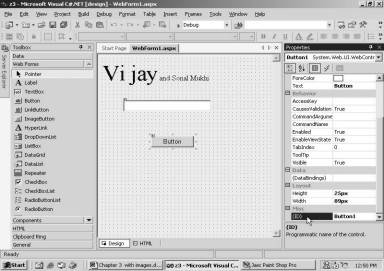 z3 - Microsoft Visual C#.NET [design] - WebForm1.aspx
File Edit View Project Build Debug Format Table Insert Frames Tools Window Help
Debug
Toolbox
Data
Web Forms
Pointer
Label
TextBox
Button
LinkButton
ImageButton
HyperLink
DropDownList
ListBox
DataGrid
DataList
Repeater
CheckBox
CheckBoxList
RadioButtonList
RadioButton
Components
HTML
Clipboard Ring
General
Server Explorer
Start Page WebForm1.aspx
Vijay and Sonal Mukhi
Button
Design HTML
Properties
Button1 System.Web.UI.WebContr
ForeColor
Text Button
Behavior
AccessKey
CausesValidation True
CommandArgume
CommandName
Enabled True
EnableViewState True
TabIndex 0
ToolTip
Visible True
Data
(DataBindings)
Layout
Height 25px
Width 89px
Misc
(ID) Button1
(ID)
Programmatic name of the control.
Ready
Start Chapter 3- with images.d... z3 - Microsoft Visual C... Jasc Paint Shop Pro 12:50 PM